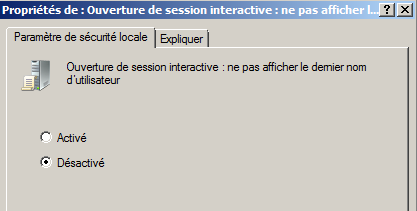 Propriétés de : Ouverture de session interactive : ne pas afficher l...
Paramètre de sécurité locale
Expliquer
Ouverture de session interactive : ne pas afficher le dernier nom
d'utilisateur
Activé
Désactivé